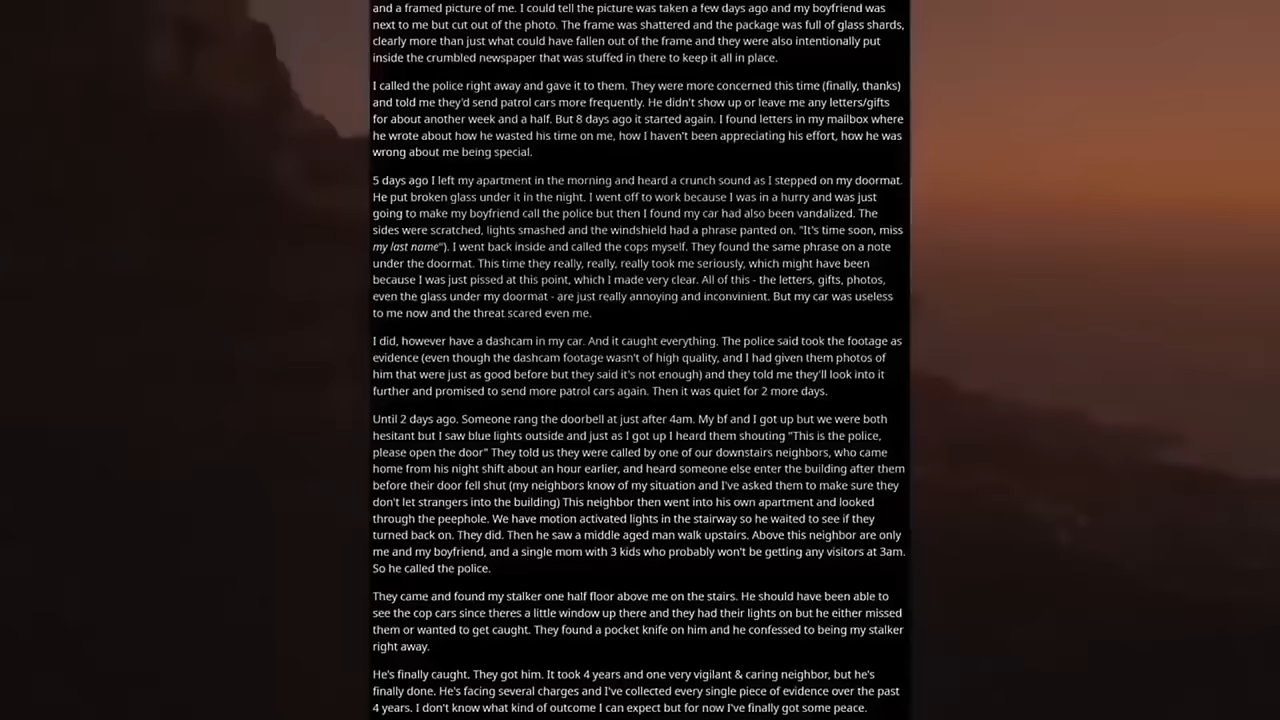 and a framed picture of me. I could tell the picture was taken a few days ago and my boyfriend was
next to me but cut out of the photo. The frame was shattered and the package was full of glass shards,
clearly more than just what could have fallen out of the frame and they were also intentionally put
inside the crumbled newspaper that was stuffed in there to keep it all in place.
I called the police right away and gave it to them. They were more concerned this time (finally, thanks)
and told me they'd send patrol cars more frequently. He didn't show up or leave me any letters/gifts
for about another week and a half. But 8 days ago it started again. I found letters in my mailbox where
he wrote about how he wasted his time on me, how I haven't been appreciating his effort, how he was
wrong about me being special.
5 days ago I left my apartment in the morning and heard a crunch sound as I stepped on my doormat.
He put broken glass under it in the night. I went off to work because I was in a hurry and was just
going to make my boyfriend call the police but then I found my car had also been vandalized. The
sides were scratched, lights smashed and the windshield had a phrase panted on. "It's time soon, miss
my last name"). I went back inside and called the cops myself. They found the same phrase on a note
under the doormat. This time they really, really, really took me seriously, which might have been
because I was just pissed at this point, which I made very clear. All of this - the letters, gifts, photos,
even the glass under my doormat - are just really annoying and inconvinient. But my car was useless
to me now and the threat scared even me.
I did, however have a dashcam in my car. And it caught everything. The police said took the footage as
evidence (even though the dashcam footage wasn't of high quality, and I had given them photos of
him that were just as good before but they said it's not enough) and they told me they'll look into it
further and promised to send more patrol cars again. Then it was quiet for 2 more days.
Until 2 days ago. Someone rang the doorbell at just after 4am. My bf and I got up but we were both
hesitant but I saw blue lights outside and just as I got up I heard them shouting "This is the police,
please open the door" They told us they were called by one of our downstairs neighbors, who came
home from his night shift about an hour earlier, and heard someone else enter the building after them
before their door fell shut (my neighbors know of my situation and I've asked them to make sure they
don't let strangers into the building) This neighbor then went into his own apartment and looked
through the peephole. We have motion activated lights in the stairway so he waited to see if they
turned back on. They did. Then he saw a middle aged man walk upstairs. Above this neighbor are only
me and my boyfriend, and a single mom with 3 kids who probably won't be getting any visitors at 3am.
So he called the police.
They came and found my stalker one half floor above me on the stairs. He should have been able to
see the cop cars since theres a little window up there and they had their lights on but he either missed
them or wanted to get caught. They found a pocket knife on him and he confessed to being my stalker
right away.
He's finally caught. They got him. It took 4 years and one very vigilant & caring neighbor, but he's
finally done. He's facing several charges and I've collected every single piece of evidence over the past
4 years. I don't know what kind of outcome I can expect but for now I've finally got some peace.